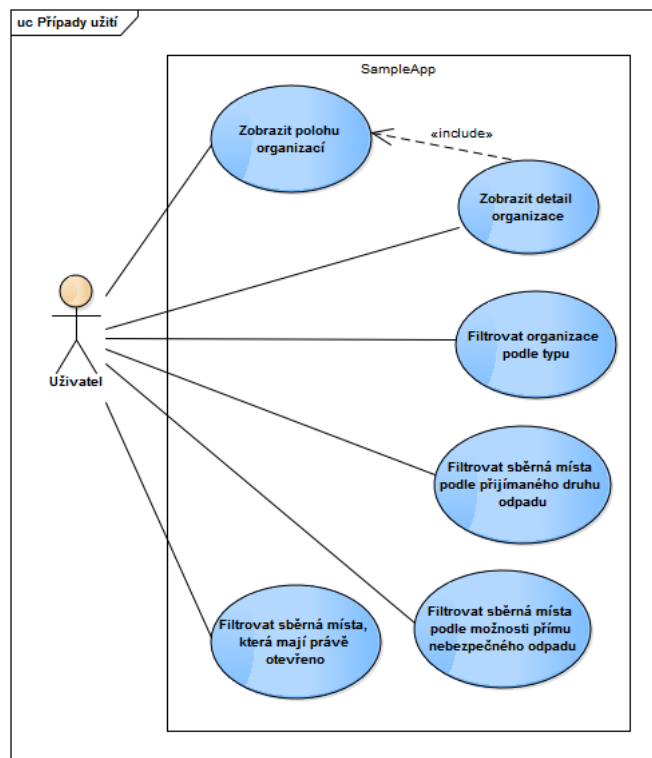 uc Případy užití
SampleApp
Zobrazit polohu
organizací
«include»
Zobrazit detail
organizace
Filtrovat organizace
podle typu
Uživatel
Filtrovat sběrná místa
podle přijímaného druhu
odpadu
Filtrovat sběrná místa,
která mají právě
otevřeno
Filtrovat sběrná místa
podle možnosti přímu
nebezpečného odpadu